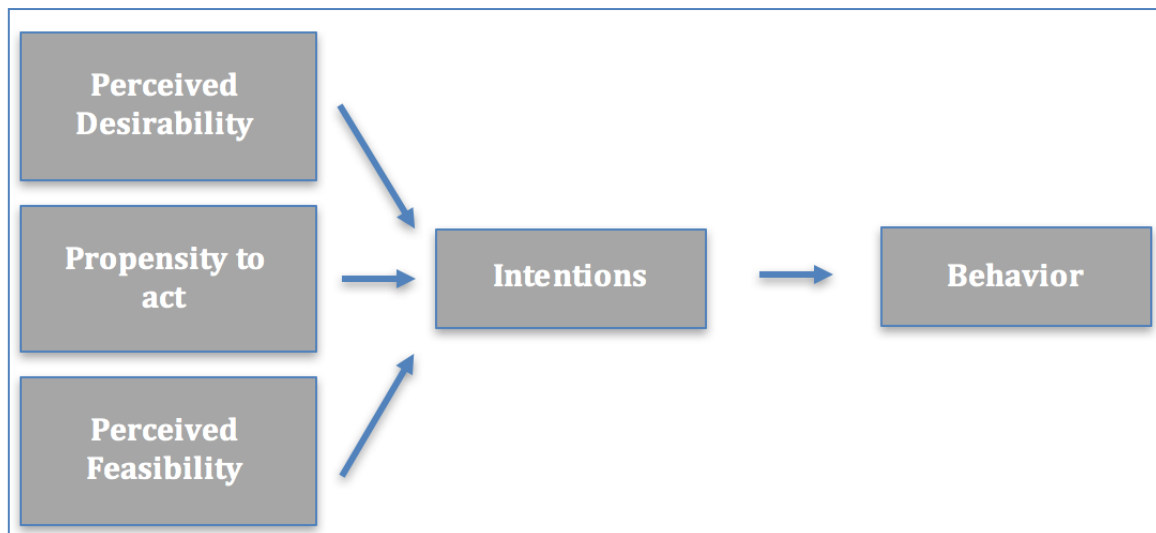 Perceived
Desirability
Propensity to
act
Perceived
Feasibility
Intentions
Behavior